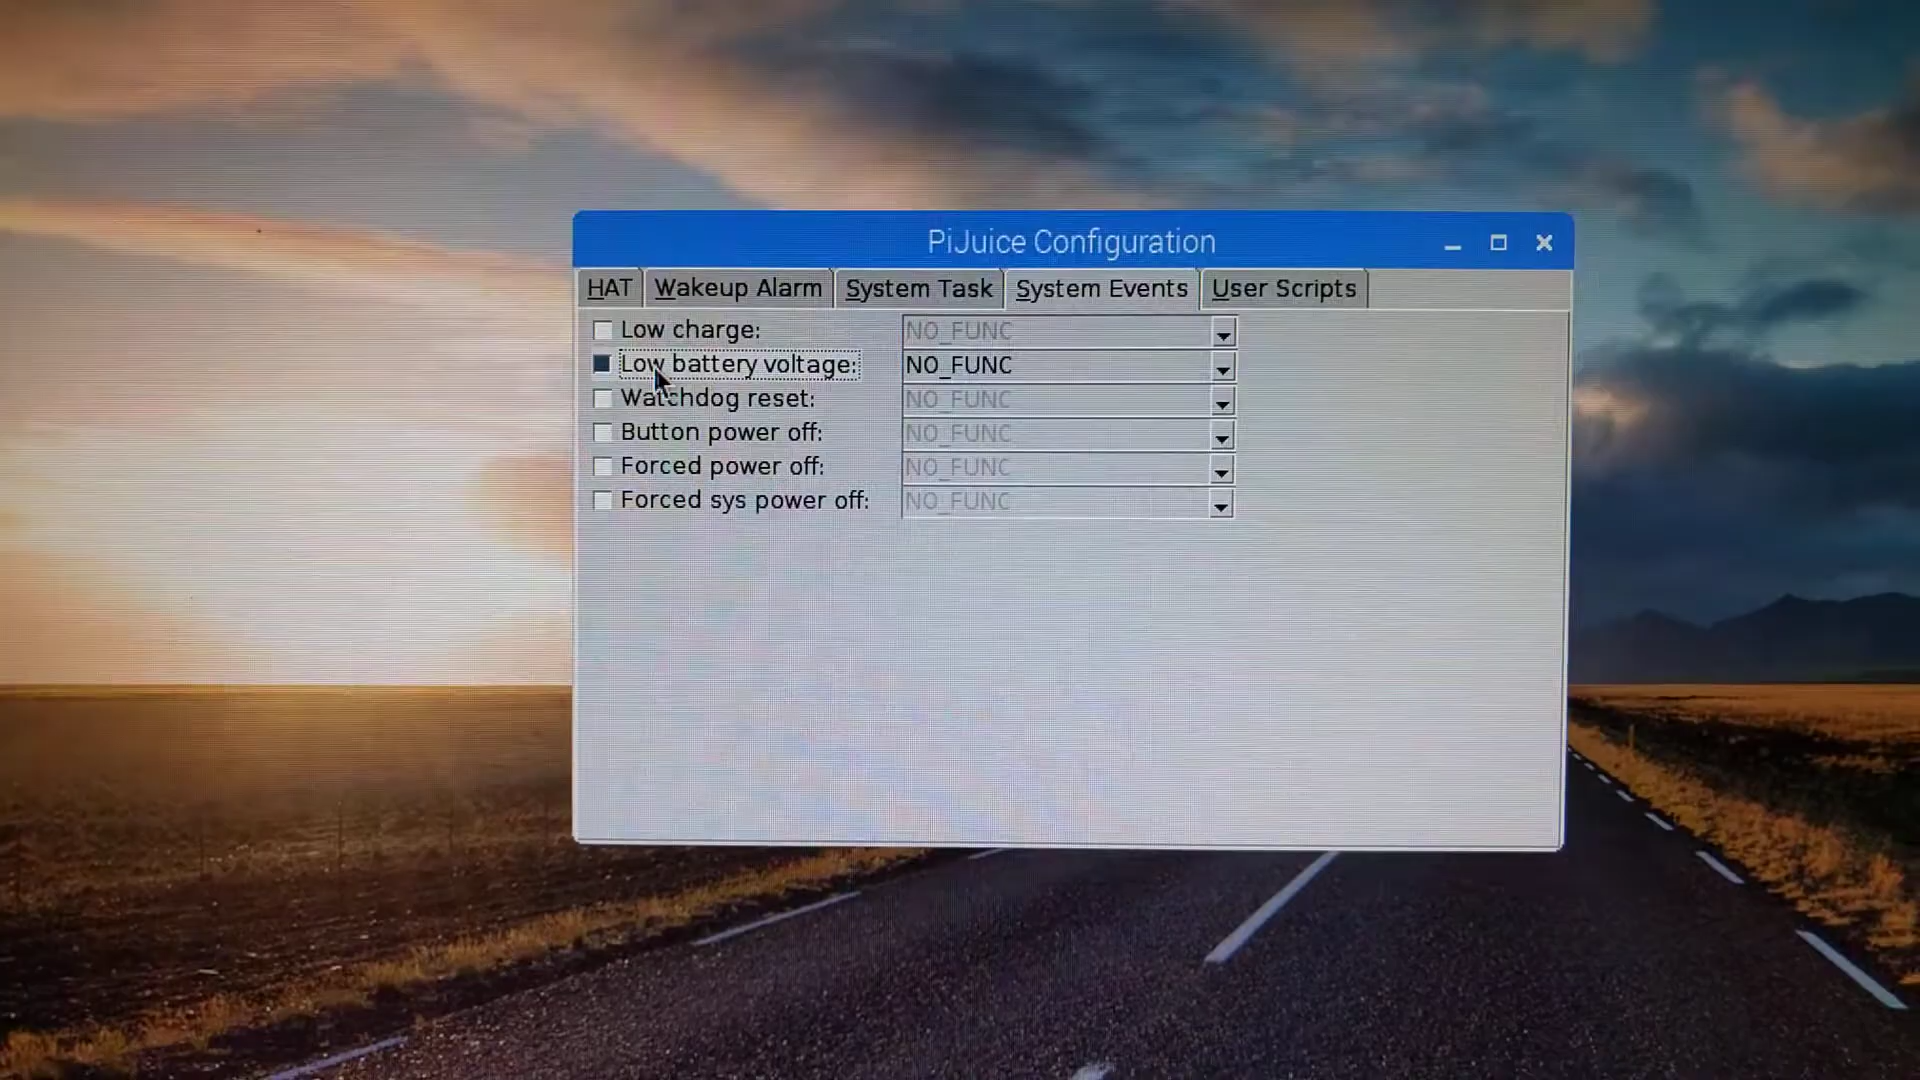 PiJuice Configuration
HAT Wakeup Alarm System Task System Events User Scripts
Low charge: NO_FUNC
Low battery voltage: NO_FUNC
Watchdog reset: NO_FUNC
Button power off: NO_FUNC
Forced power off: NO_FUNC
Forced sys power off: NO_FUNC